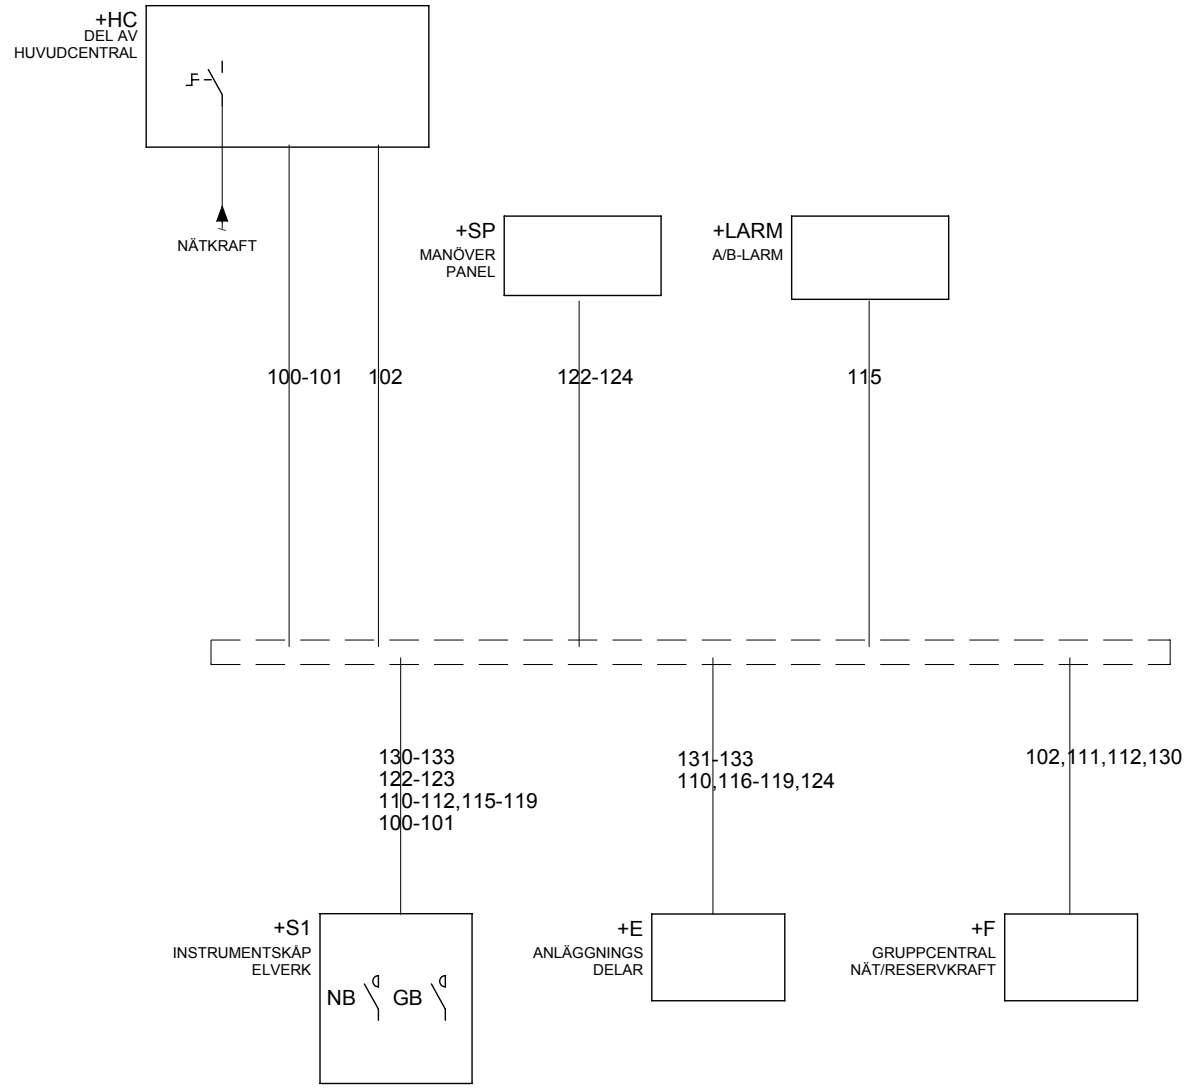 +HC
DEL AV
HUVUDCENTRAL
NÄTKRAFT
+SP
MANÖVER
PANEL
+LARM
A/B-LARM
100-101
102
122-124
115
130-133
122-123
110-112,115-119
100-101
131-133
110,116-119,124
102,111,112,130
+S1
INSTRUMENTSKÅP
ELVERK
NB
GB
+E
ANLÄGGNINGS
DELAR
+F
GRUPPCENTRAL
NÄT/RESERVKRAFT